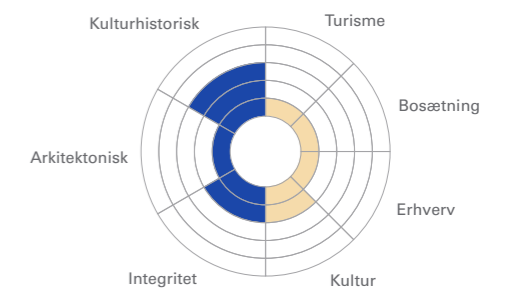 Kulturhistorisk
Turisme
Bosætning
Arkitektonisk
Erhverv
Integritet
Kultur